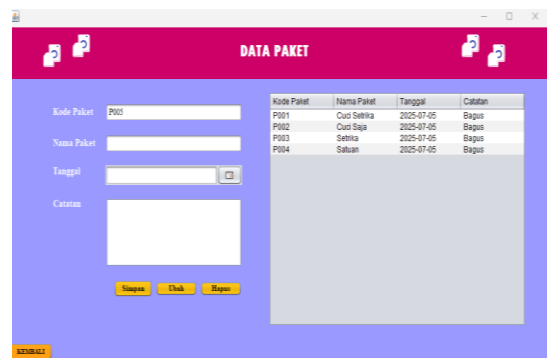 DATA PAKET
Kode Paket P005
Nama Paket
Tanggal
Catatan
Simpan Ubah Hapus
Kode Paket Nama Paket Tanggal Catatan
P001 Cuci Setrika 2025-07-05 Bagus
P002 Cuci Saja 2025-07-05 Bagus
P003 Setrika 2025-07-05 Bagus
P004 Satuan 2025-07-05 Bagus
KEMBALI